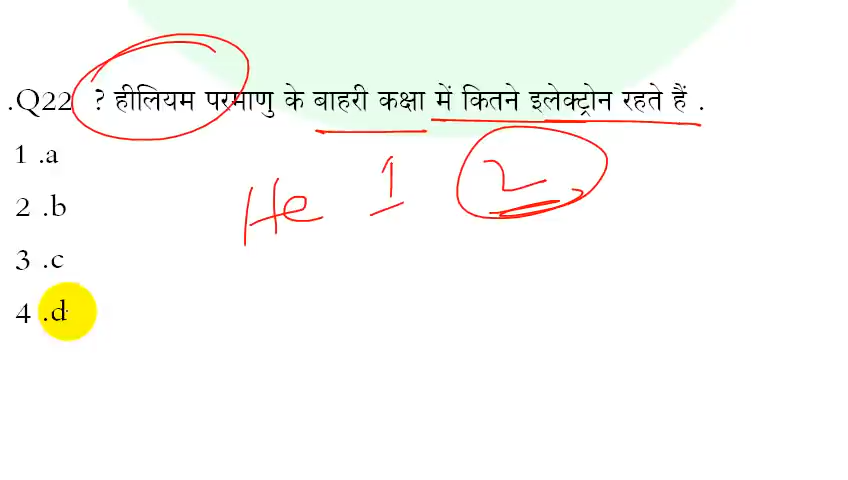 .Q22 ? हीलियम परमाणु के बाहरी कक्षा में कितने इलेक्ट्रोन रहते हैं .
1 .a
He 1 2
2 .b
3 .c
4 .d